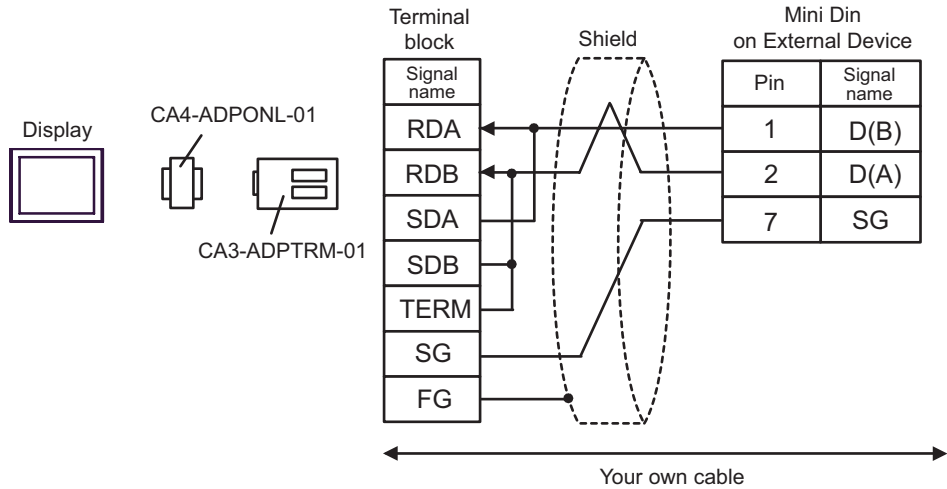 Terminal
block
Shield
Mini Din
on External Device
Display
CA4-ADPONL-01
CA3-ADPTRM-01
Signal
name
RDA
RDB
SDA
SDB
TERM
SG
FG
Pin
Signal
name
1
D(B)
2
D(A)
7
SG
Your own cable